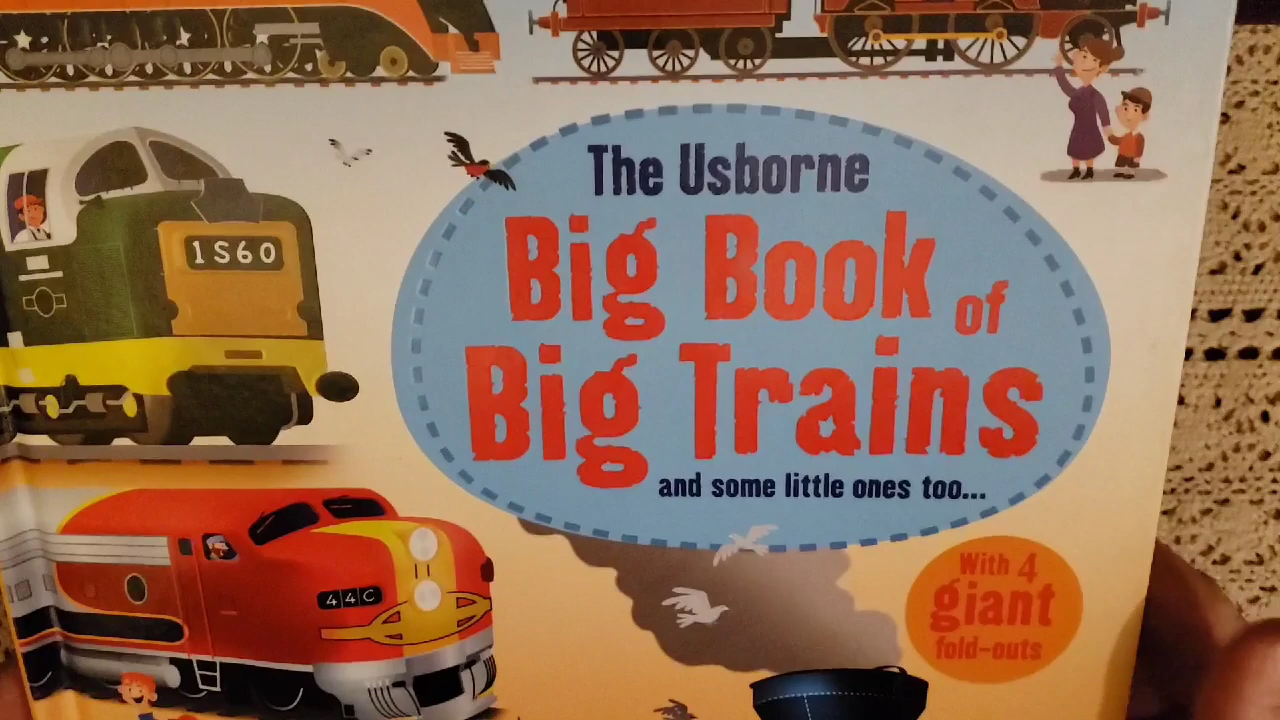 The Usborne
Big Book of
Big Trains
and some little ones too...
1S60
44C
With 4
giant
fold-outs